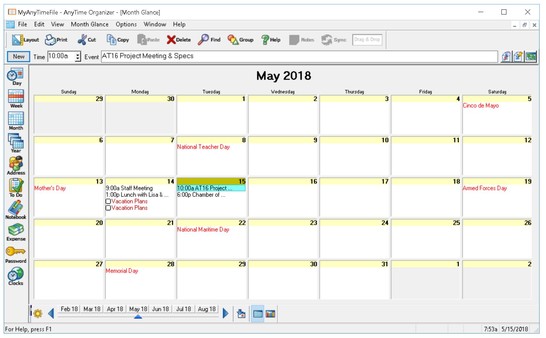 MyAnyTimeFile - AnyTime Organizer - [Month Glance]
File Edit View Month Glance Options Window Help
Layout Print Cut Copy Paste Delete Find Group Help Notes Sync Drag & Drop
New Time 10:00a Event AT16 Project Meeting & Specs
May 2018
Sunday Monday Tuesday Wednesday Thursday Friday Saturday
29 30 1 2 3 4 5
Cinco de Mayo
6 7 8 9 10 11 12
National Teacher Day
13 14 15 16 17 18 19
Mother's Day 9:00a Staff Meeting 10:00a AT16 Project ... Armed Forces Day
1:00p Lunch with Lisa &... 6:00p Chamber of ...
Vacation Plans
Vacation Plans
20 21 22 23 24 25 26
National Maritime Day
27 28 29 30 31 1 2
Memorial Day
Day
Week
Month
Year
Address
To Do
Notebook
Expense
Password
Clocks
Feb 18 Mar 18 Apr 18 May 18 Jun 18 Jul 18 Aug 18
For Help, press F1 7:53a 5/15/2018